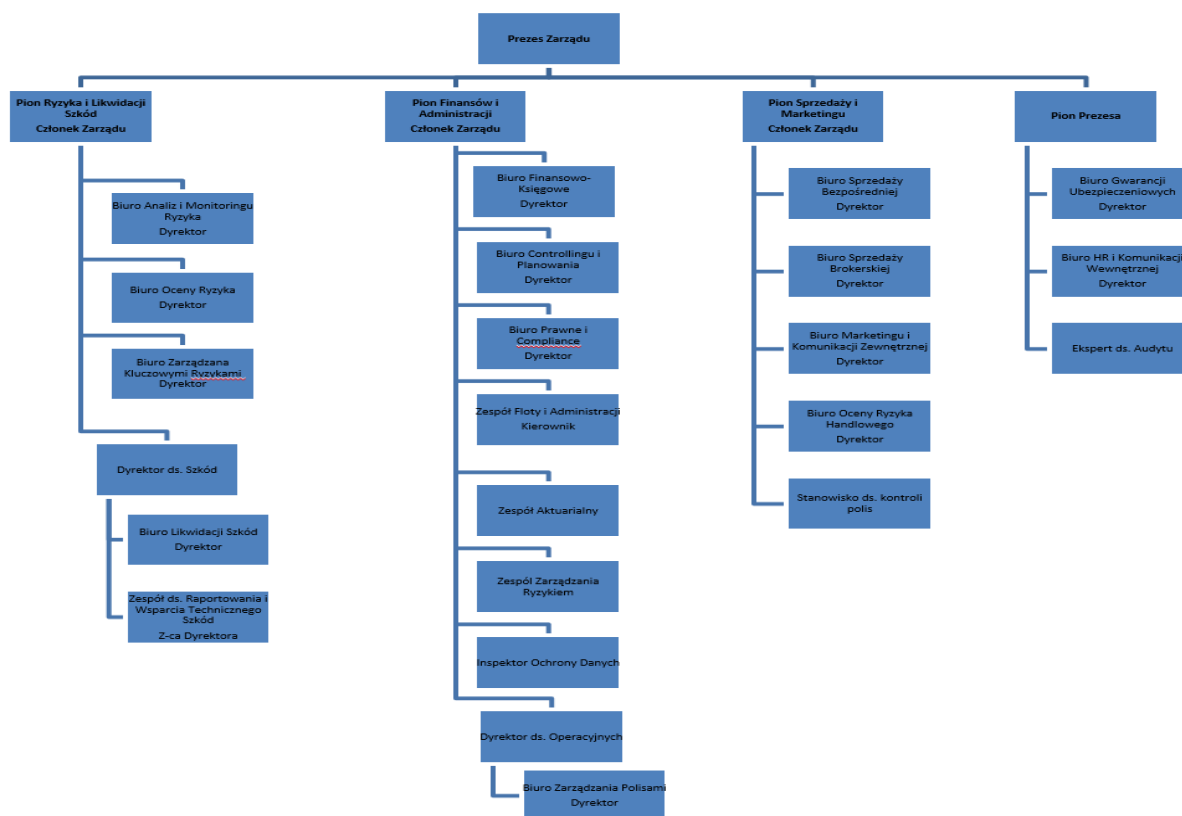 Prezes Zarządu
Pion Ryzyka i Likwidacji
Szkód
Członek Zarządu
Biuro Analiz i Monitoringu
Ryzyka
Dyrektor
Biuro Oceny Ryzyka
Dyrektor
Biuro Zarządzana
Kluczowymi Ryzykami
Dyrektor
Dyrektor ds. Szkód
Biuro Likwidacji Szkód
Dyrektor
Zespół ds. Raportowania i
Wsparcia Technicznego
Szkód
Z-ca Dyrektora
Pion Finansów i
Administracji
Członek Zarządu
Biuro Finansowo-
Księgowe
Dyrektor
Biuro Controllingu i
Planowania
Dyrektor
Biuro Prawne i
Compliance
Dyrektor
Zespół Floty i Administracji
Kierownik
Zespół Aktuarialny
Zespól Zarządzania
Ryzykiem
Inspektor Ochrony Danych
Dyrektor ds. Operacyjnych
Biuro Zarządzania Polisami
Dyrektor
Pion Sprzedaży i
Marketingu
Członek Zarządu
Biuro Sprzedaży
Bezpośredniej
Dyrektor
Biuro Sprzedaży
Brokerskiej
Dyrektor
Biuro Marketingu i
Komunikacji Zewnętrznej
Dyrektor
Biuro Oceny Ryzyka
Handlowego
Dyrektor
Stanowisko ds. kontroli
polis
Pion Prezesa
Biuro Gwarancji
Ubezpieczeniowych
Dyrektor
Biuro HR i Komunikacji
Wewnętrznej
Dyrektor
Ekspert ds. Audytu